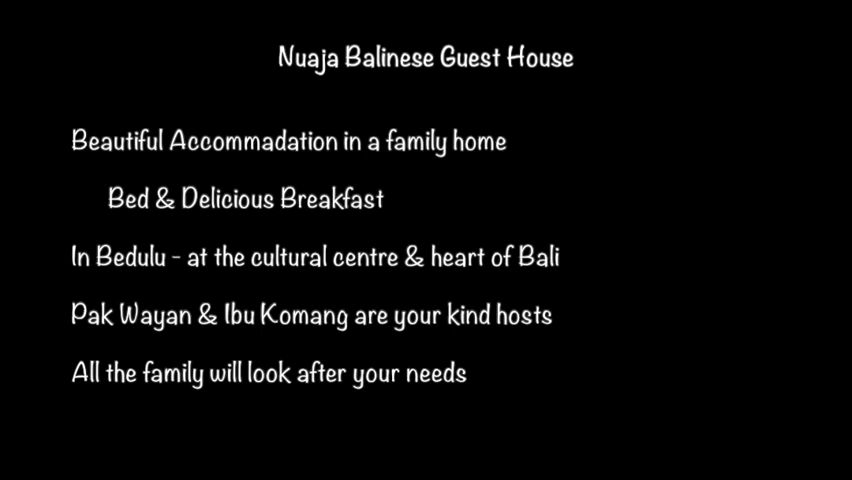 Nuaja Balinese Guest House
Beautiful Accommadation in a family home
Bed & Delicious Breakfast
In Bedulu - at the cultural centre & heart of Bali
Pak Wayan & Ibu Komang are your kind hosts
All the family will look after your needs